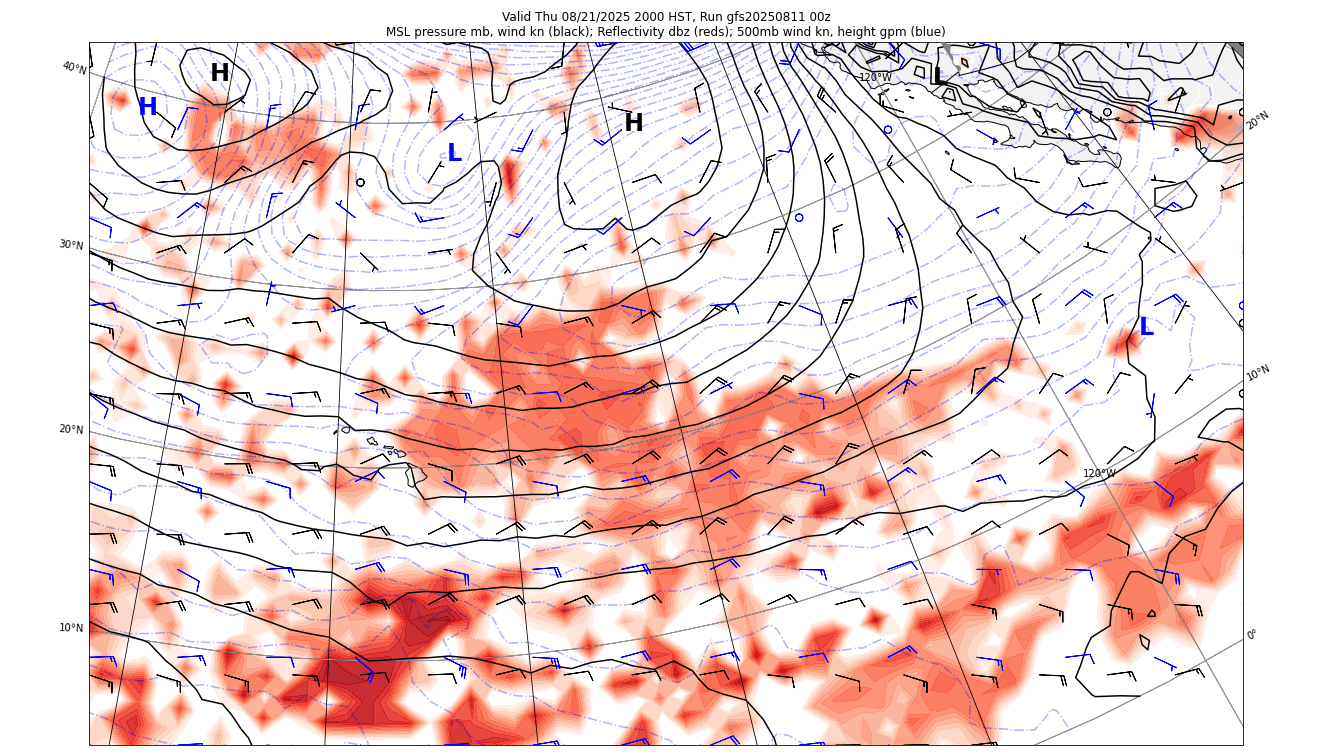 Valid Thu 08/21/2025 2000 HST, Run gfs20250811 00z
MSL pressure mb, wind kn (black); Reflectivity dbz (reds); 500mb wind kn, height gpm (blue)
40°N
H
H
L
H
120°W
L
20°N
30°N
L
10°N
20°N
120°W
10°N
0°